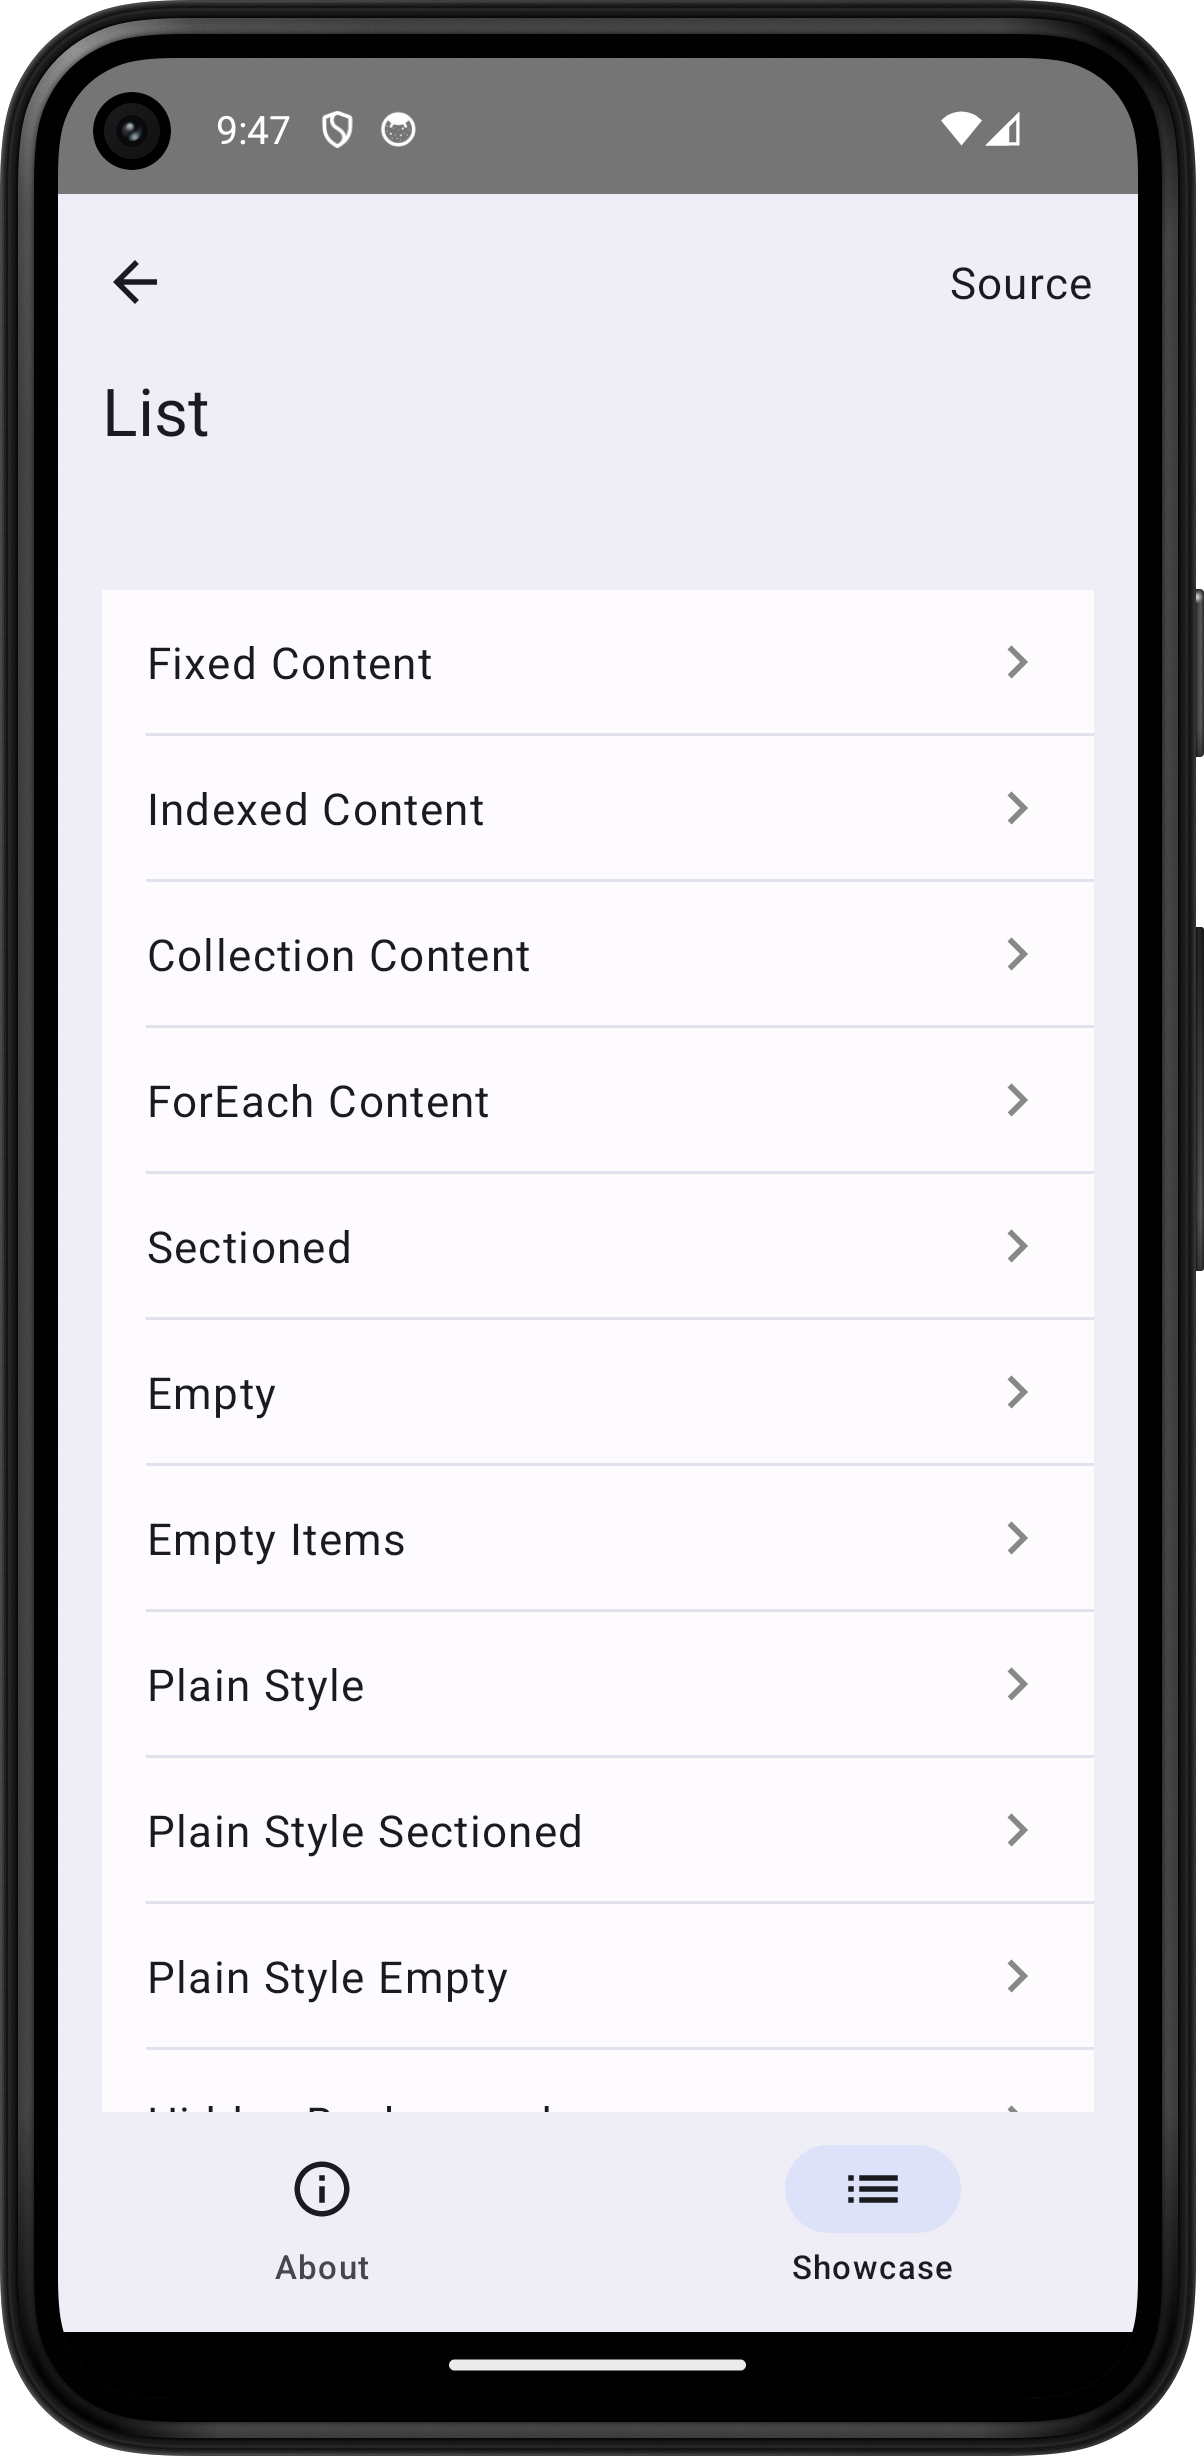 9:47
Source
List
Fixed Content
Indexed Content
Collection Content
ForEach Content
Sectioned
Empty
Empty Items
Plain Style
Plain Style Sectioned
Plain Style Empty
About
Showcase